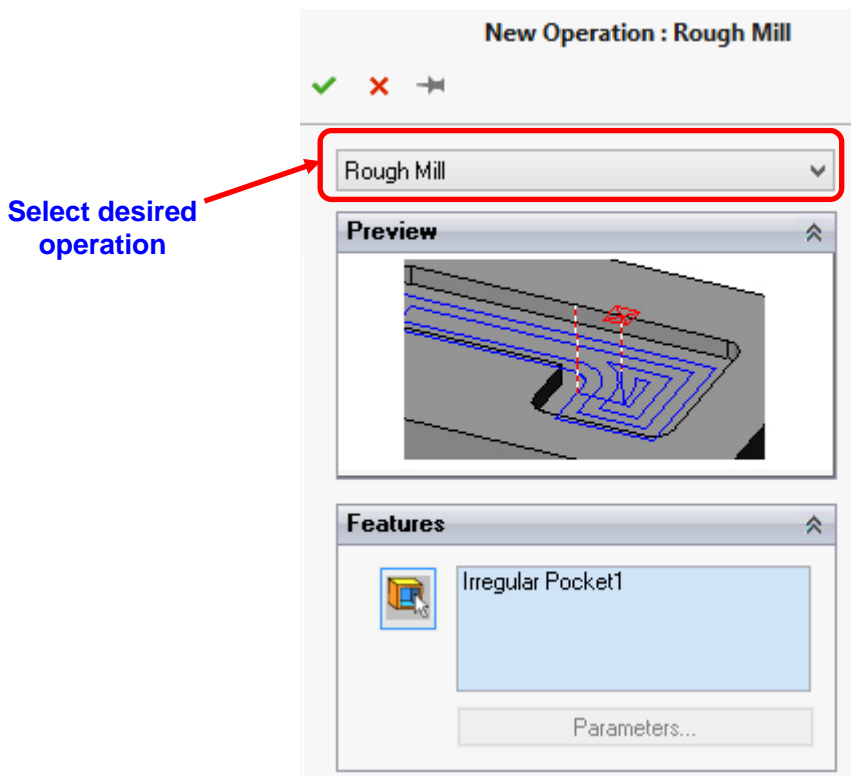 New Operation : Rough Mill
Rough Mill
Select desired
operation
Preview
Features
Irregular Pocket1
Parameters...